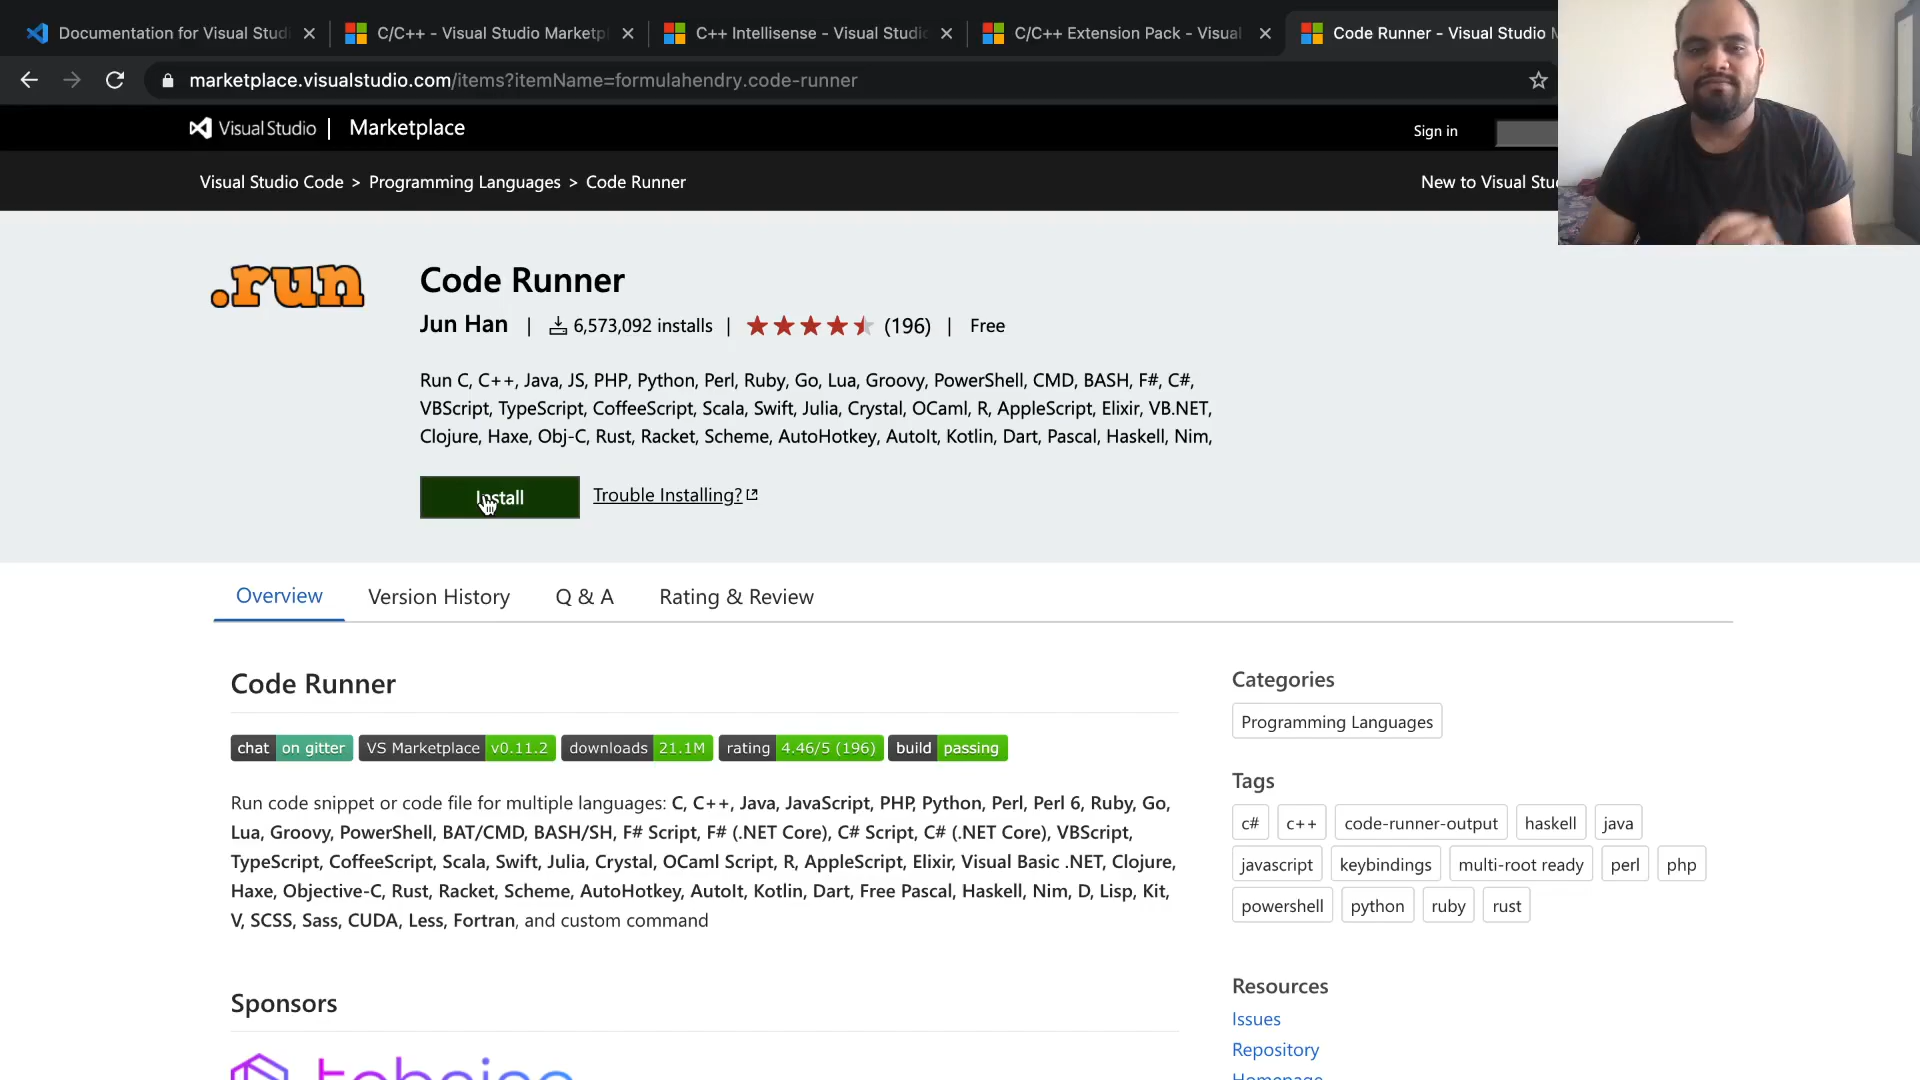 Documentation for Visual Studi
C/C++ - Visual Studio Marketpl
C++ Intellisense - Visual Studio
C/C++ Extension Pack - Visual
Code Runner - Visual Studio M
marketplace.visualstudio.com/items?itemName=formulahendry.code-runner
Visual Studio | Marketplace
Sign in
Visual Studio Code > Programming Languages > Code Runner
New to Visual Stu
.run
Code Runner
Jun Han | 6,573,092 installs | (196) | Free
Run C, C++, Java, JS, PHP, Python, Perl, Ruby, Go, Lua, Groovy, PowerShell, CMD, BASH, F#, C#,
VBScript, TypeScript, CoffeeScript, Scala, Swift, Julia, Crystal, OCaml, R, AppleScript, Elixir, VB.NET,
Clojure, Haxe, Obj-C, Rust, Racket, Scheme, AutoHotkey, AutoIt, Kotlin, Dart, Pascal, Haskell, Nim,
Install
Trouble Installing?
Overview
Version History
Q & A
Rating & Review
Code Runner
chat on gitter
VS Marketplace v0.11.2
downloads 21.1M
rating 4.46/5 (196)
build passing
Run code snippet or code file for multiple languages: C, C++, Java, JavaScript, PHP, Python, Perl, Perl 6, Ruby, Go,
Lua, Groovy, PowerShell, BAT/CMD, BASH/SH, F# Script, F# (.NET Core), C# Script, C# (.NET Core), VBScript,
TypeScript, CoffeeScript, Scala, Swift, Julia, Crystal, OCaml Script, R, AppleScript, Elixir, Visual Basic .NET, Clojure,
Haxe, Objective-C, Rust, Racket, Scheme, AutoHotkey, AutoIt, Kotlin, Dart, Free Pascal, Haskell, Nim, D, Lisp, Kit,
V, SCSS, Sass, CUDA, Less, Fortran, and custom command
Sponsors
Categories
Programming Languages
Tags
c#
c++
code-runner-output
haskell
java
javascript
keybindings
multi-root ready
perl
php
powershell
python
ruby
rust
Resources
Issues
Repository
Homepage